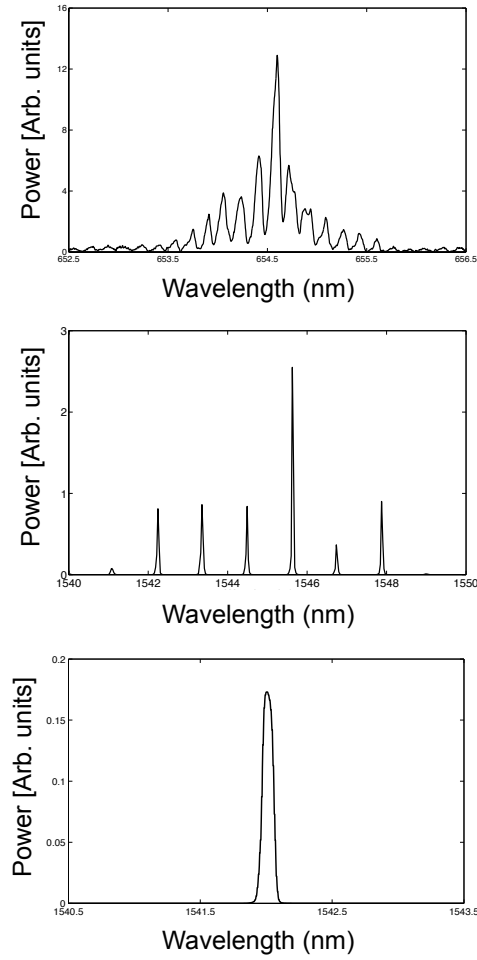 Power [Arb. units]
16
12
8
4
0
652.5 653.5 654.5 655.5 656.5
Wavelength (nm)
Power [Arb. units]
3
2
1
0
1540 1542 1544 1546 1548 1550
Wavelength (nm)
Power [Arb. units]
0.2
0.15
0.1
0.05
0
1540.5 1541.5 1542.5 1543.5
Wavelength (nm)